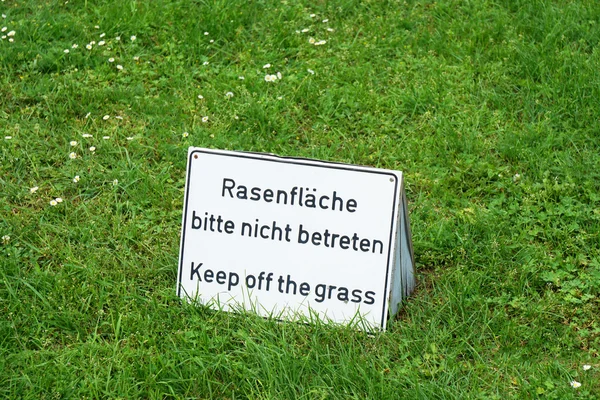 Rasenfläche
bitte nicht betreten
Keep off the grass